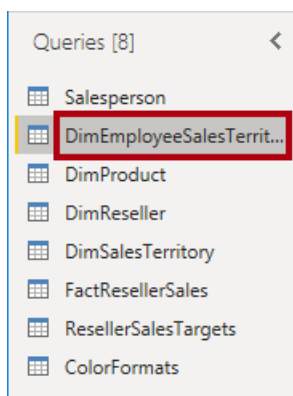 Queries [8]
Salesperson
DimEmployeeSalesTerrit...
DimProduct
DimReseller
DimSalesTerritory
FactResellerSales
ResellerSalesTargets
ColorFormats